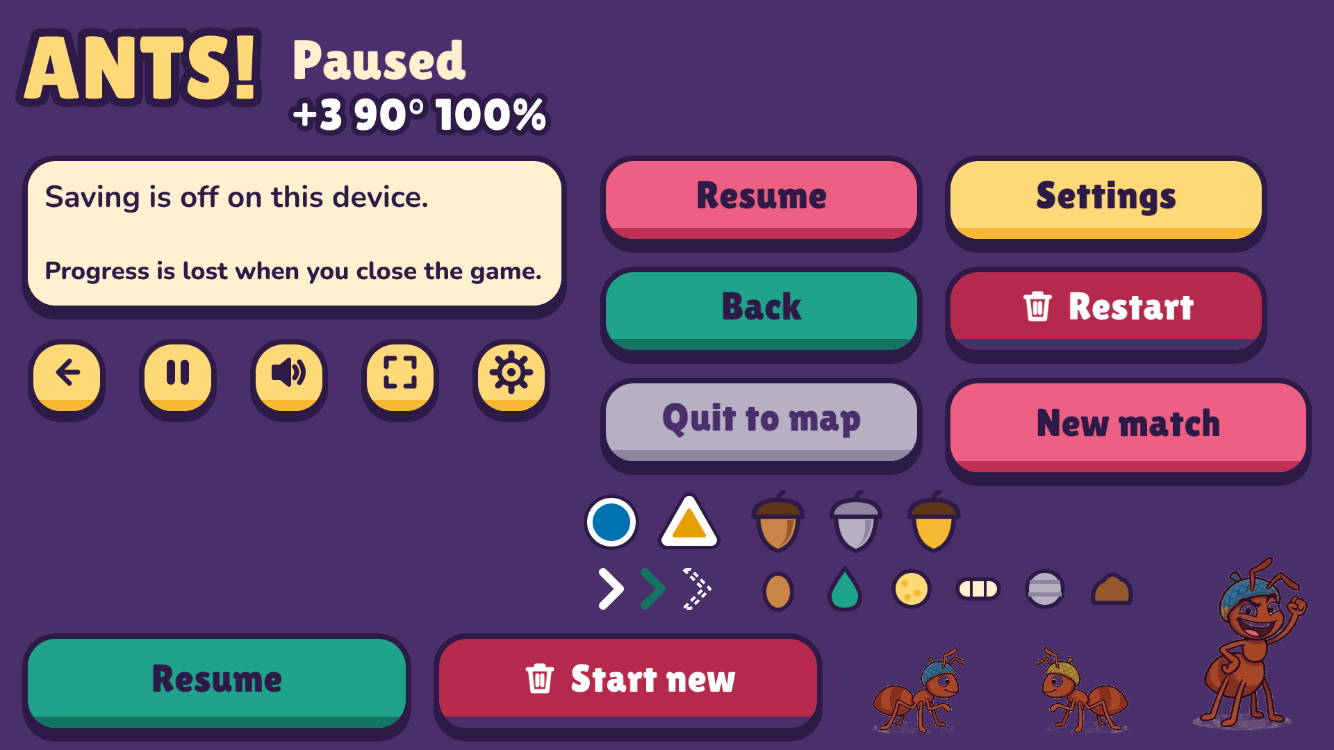 ANTS!
Paused
+3 90° 100%
Saving is off on this device.
Progress is lost when you close the game.
Resume
Settings
Back
Restart
Quit to map
New match
Resume
Start new